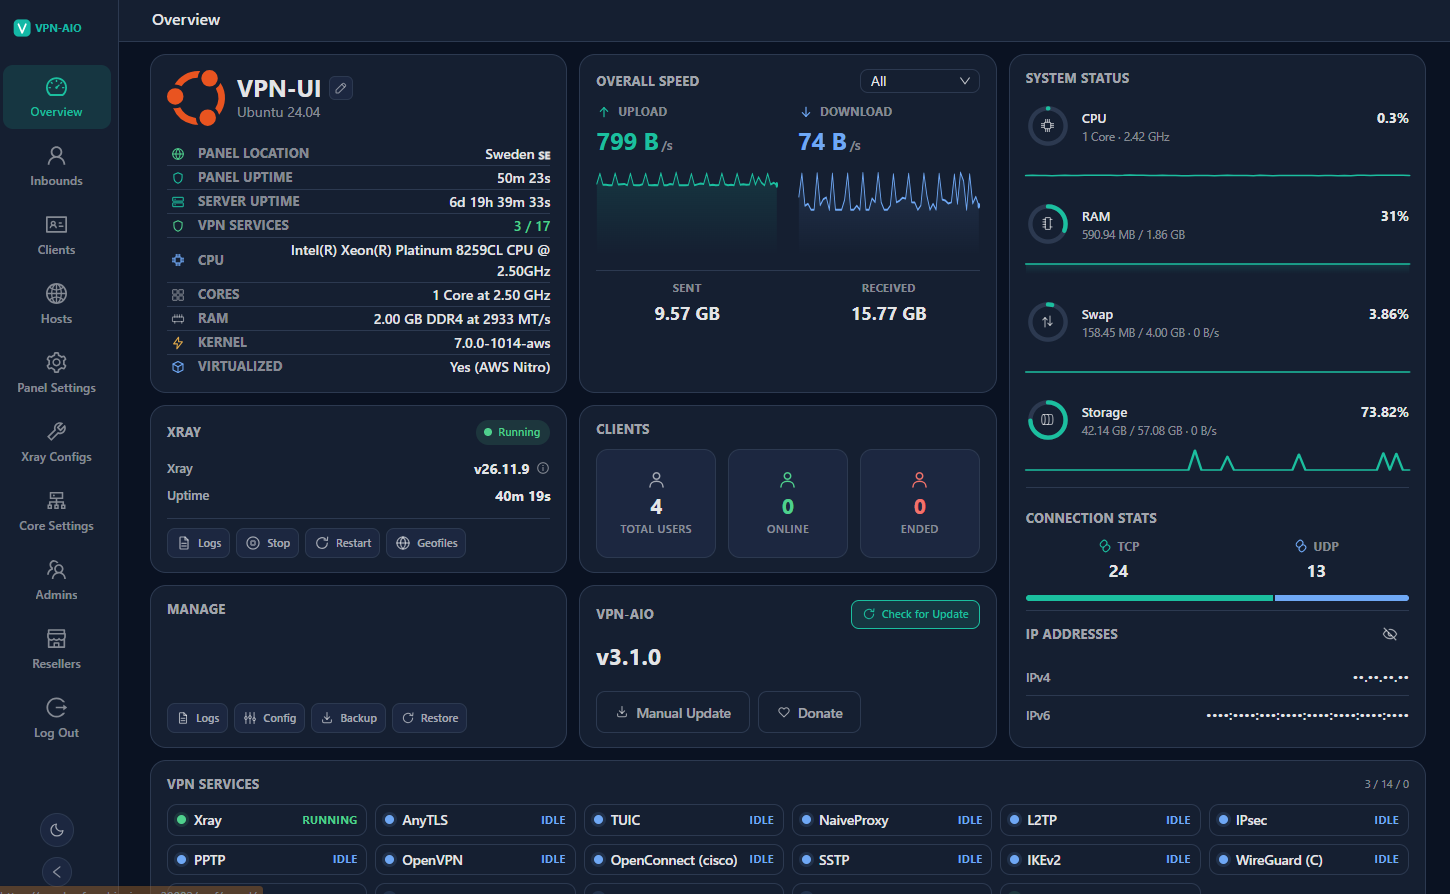 VPN-AIO
Overview
Inbounds
Clients
Hosts
Panel Settings
Xray Configs
Core Settings
Admins
Resellers
Log Out
Overview
VPN-UI
Ubuntu 24.04
PANEL LOCATION Sweden SE
PANEL UPTIME 50m 23s
SERVER UPTIME 6d 19h 39m 33s
VPN SERVICES 3 / 17
CPU Intel(R) Xeon(R) Platinum 8259CL CPU @
2.50GHz
CORES 1 Core at 2.50 GHz
RAM 2.00 GB DDR4 at 2933 MT/s
KERNEL 7.0.0-1014-aws
VIRTUALIZED Yes (AWS Nitro)
OVERALL SPEED All
UPLOAD DOWNLOAD
799 B/s 74 B/s
SENT RECEIVED
9.57 GB 15.77 GB
SYSTEM STATUS
CPU 0.3%
1 Core · 2.42 GHz
RAM 31%
590.94 MB / 1.86 GB
Swap 3.86%
158.45 MB / 4.00 GB · 0 B/s
Storage 73.82%
42.14 GB / 57.08 GB · 0 B/s
CONNECTION STATS
TCP UDP
24 13
IP ADDRESSES
IPv4 ••.••.••.••
IPv6 ••••:••••:••••:••••:••••:••••:••••:••••
XRAY Running
Xray v26.11.9
Uptime 40m 19s
Logs Stop Restart Geofiles
CLIENTS
4 0 0
TOTAL USERS ONLINE ENDED
MANAGE
Logs Config Backup Restore
VPN-AIO Check for Update
v3.1.0
Manual Update Donate
VPN SERVICES 3 / 14 / 0
Xray RUNNING AnyTLS IDLE TUIC IDLE NaiveProxy IDLE L2TP IDLE IPsec IDLE
PPTP IDLE OpenVPN IDLE OpenConnect (cisco) IDLE SSTP IDLE IKEv2 IDLE WireGuard (C) IDLE